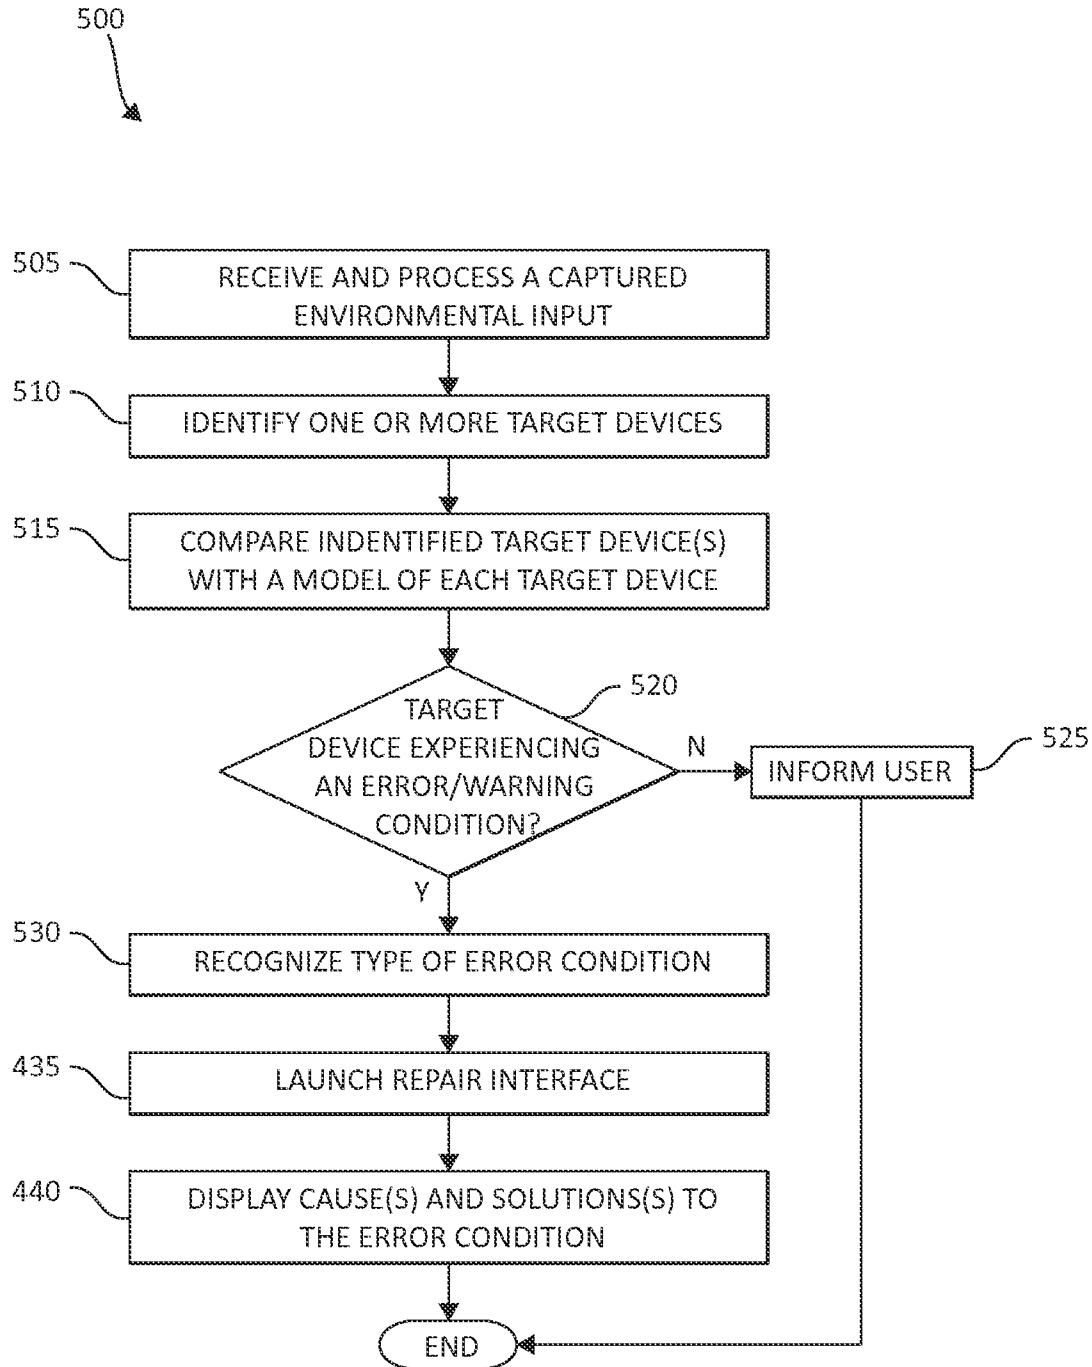 500
505
RECEIVE AND PROCESS A CAPTURED
ENVIRONMENTAL INPUT
510
IDENTIFY ONE OR MORE TARGET DEVICES
515
COMPARE INDENTIFIED TARGET DEVICE(S)
WITH A MODEL OF EACH TARGET DEVICE
520
TARGET
DEVICE EXPERIENCING
AN ERROR/WARNING
CONDITION?
N
525
INFORM USER
Y
530
RECOGNIZE TYPE OF ERROR CONDITION
435
LAUNCH REPAIR INTERFACE
440
DISPLAY CAUSE(S) AND SOLUTIONS(S) TO
THE ERROR CONDITION
END